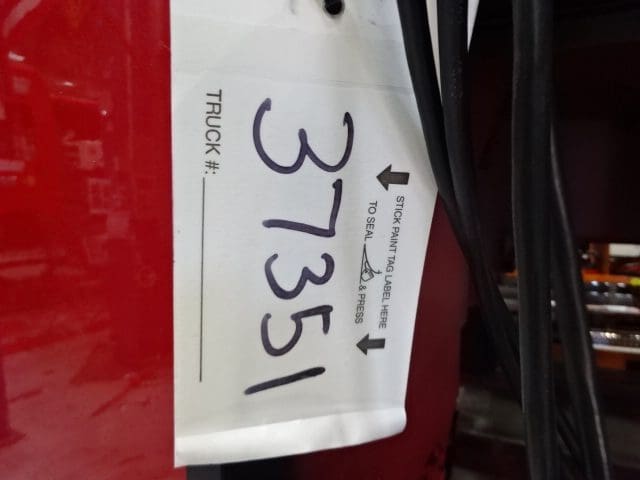 STICK PAINT TAG LABEL HERE
TO SEAL & PRESS
37351
TRUCK #: